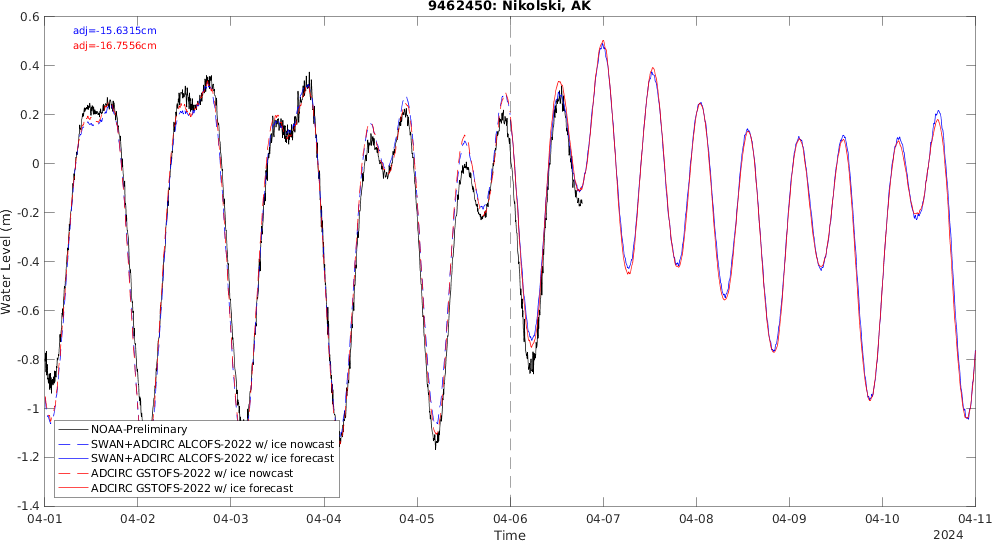 9462450: Nikolski, AK
adj=-15.6315cm
adj=-16.7556cm
0.6
0.4
0.2
0
-0.2
-0.4
-0.6
-0.8
-1
-1.2
-1.4
Water Level (m)
NOAA-Preliminary
SWAN+ADCIRC ALCOFS-2022 w/ ice nowcast
SWAN+ADCIRC ALCOFS-2022 w/ ice forecast
ADCIRC GSTOFS-2022 w/ ice nowcast
ADCIRC GSTOFS-2022 w/ ice forecast
04-01 04-02 04-03 04-04 04-05 04-06 04-07 04-08 04-09 04-10 04-11
Time
2024